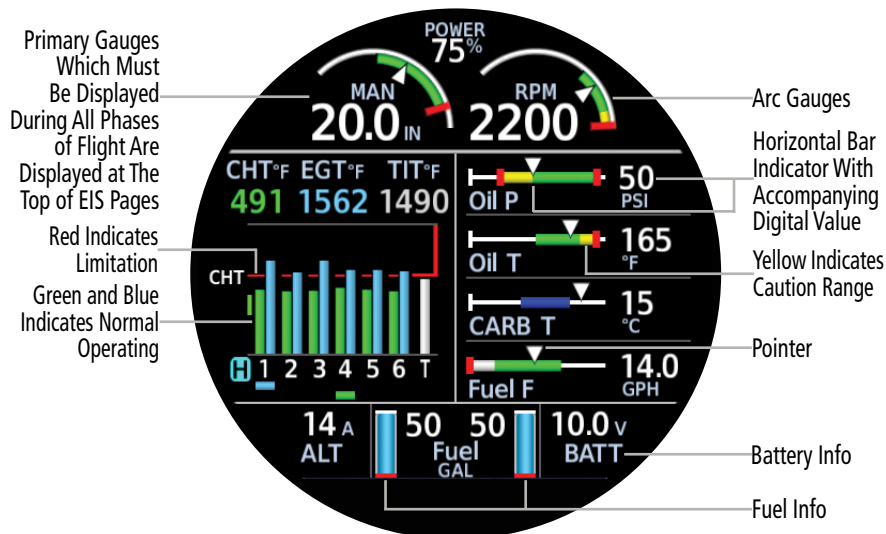 Primary Gauges
Which Must
Be Displayed
During All Phases
of Flight Are
Displayed at The
Top of EIS Pages
Red Indicates
Limitation
Green and Blue
Indicates Normal
Operating
POWER
75%
MAN
20.0 IN
RPM
2200
CHT°F EGT°F TIT°F
491 1562 1490
CHT
H 1 2 3 4 5 6 T
Oil P
50
PSI
Oil T
165
°F
CARB T
15
°C
Fuel F
14.0
GPH
14 A
ALT
50 50
Fuel
GAL
10.0 V
BATT
Arc Gauges
Horizontal Bar
Indicator With
Accompanying
Digital Value
Yellow Indicates
Caution Range
Pointer
Battery Info
Fuel Info